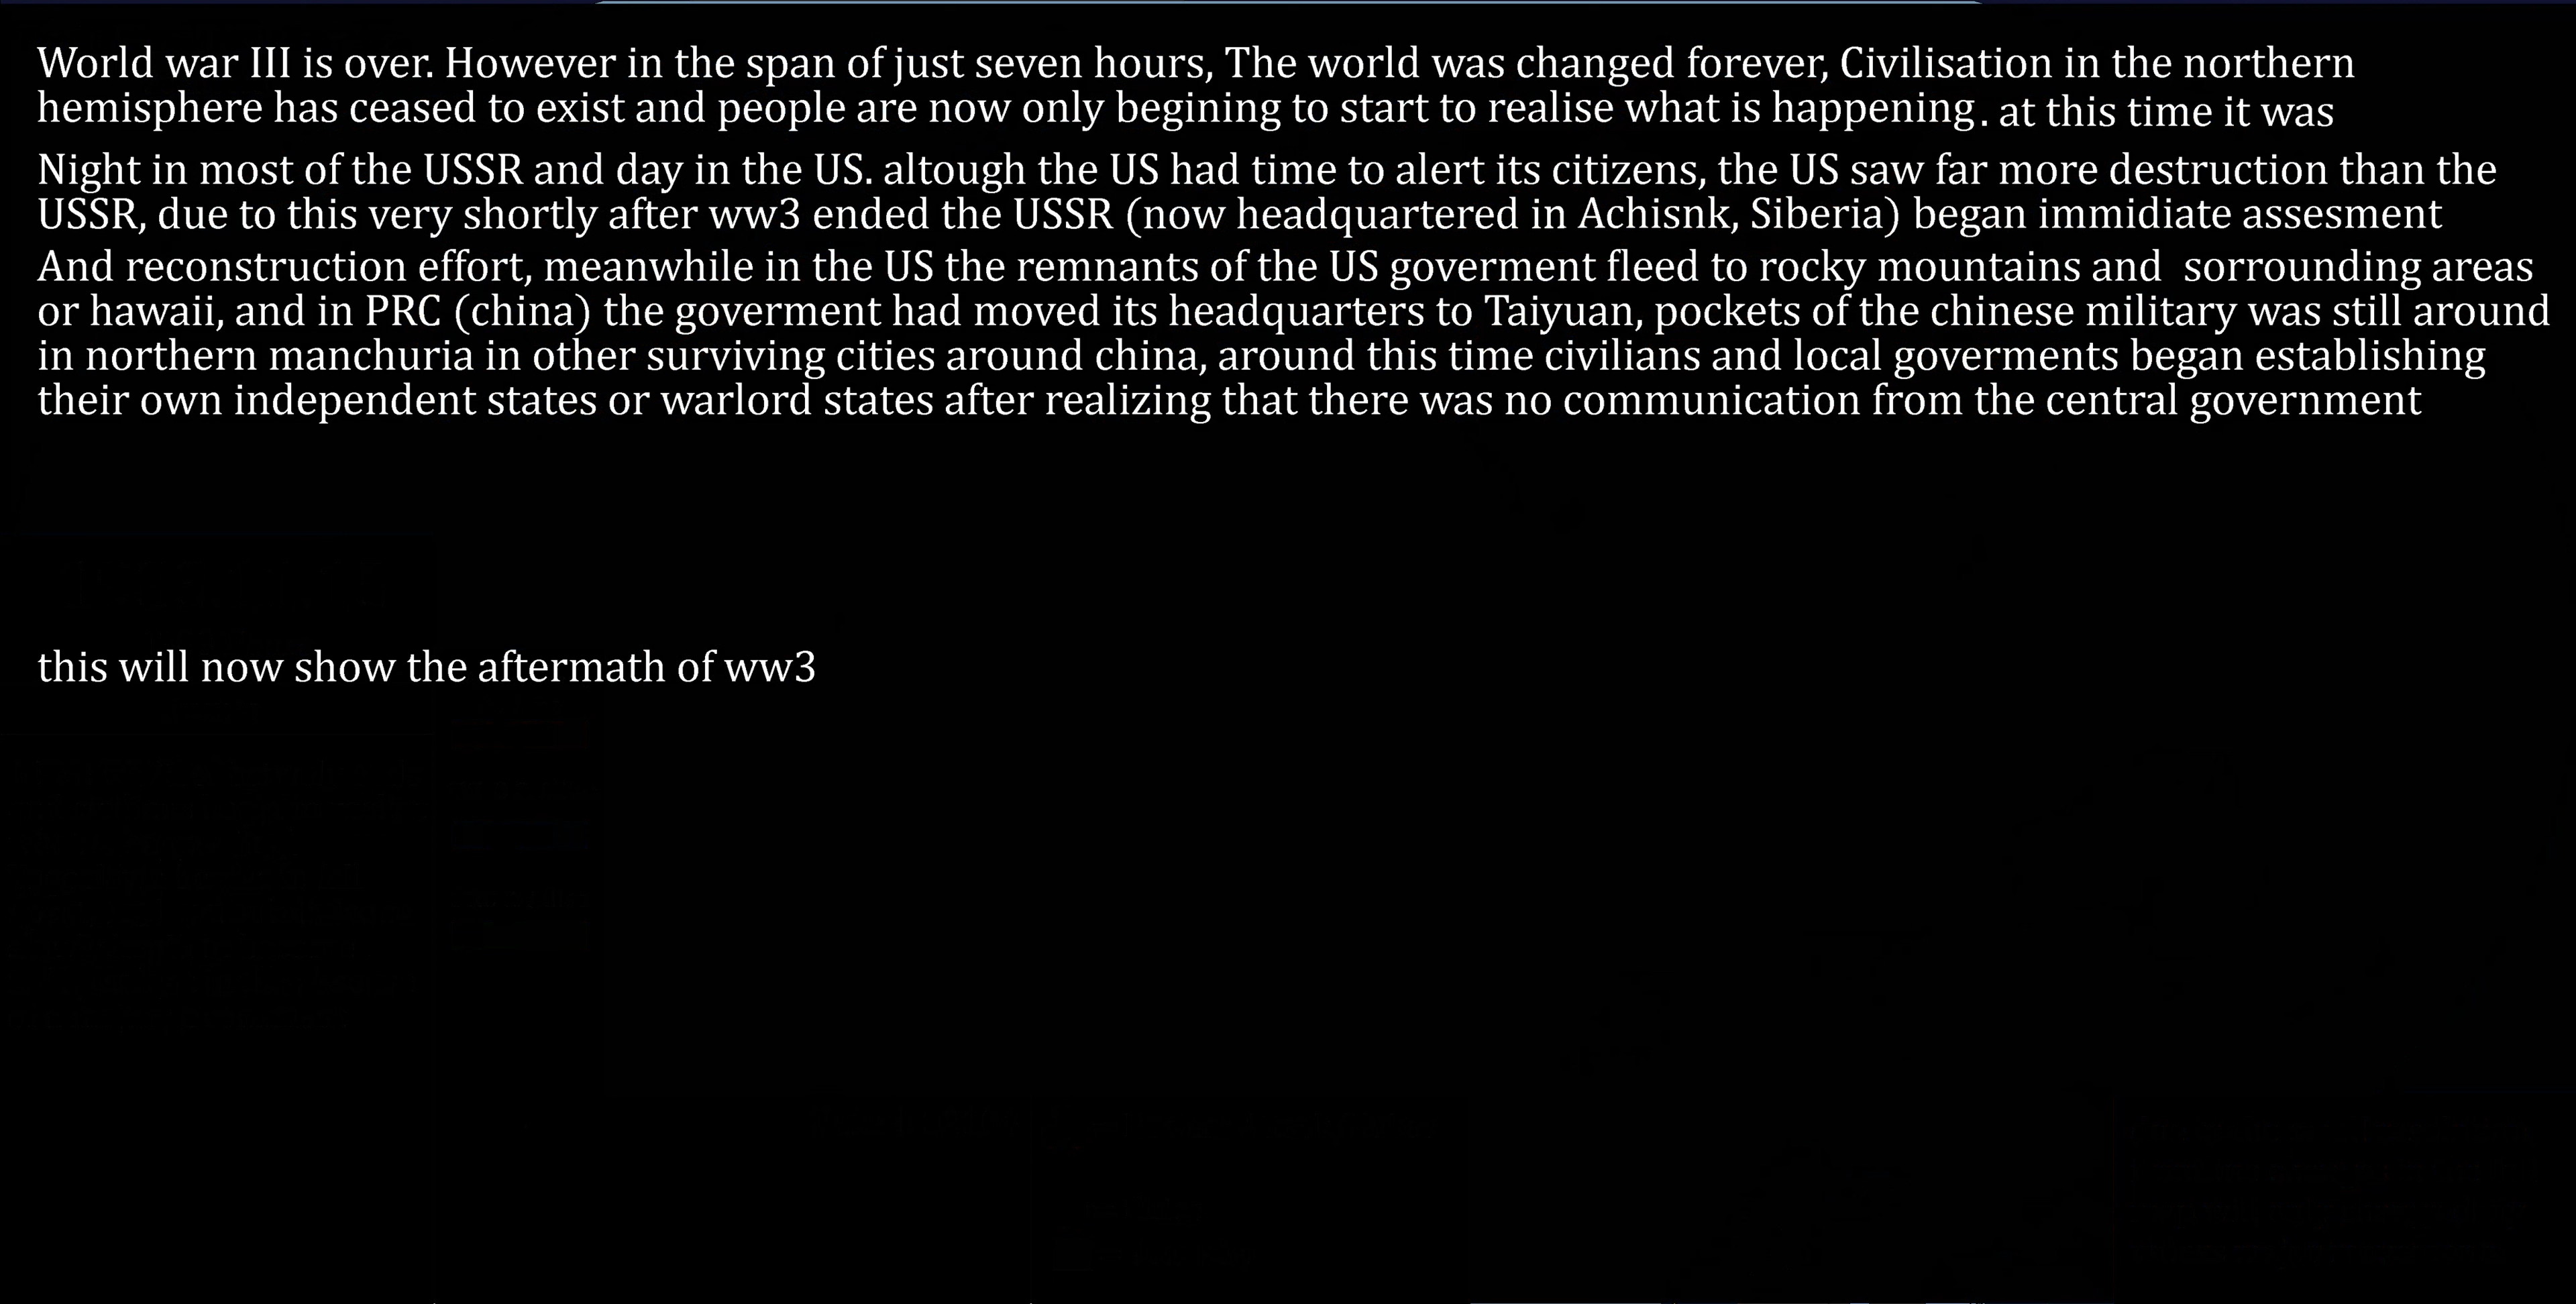 World war III is over. However in the span of just seven hours, The world was changed forever, Civilisation in the northern
hemisphere has ceased to exist and people are now only begining to start to realise what is happening. at this time it was
Night in most of the USSR and day in the US. altough the US had time to alert its citizens, the US saw far more destruction than the
USSR, due to this very shortly after ww3 ended the USSR (now headquartered in Achisnk, Siberia) began immidiate assesment
And reconstruction effort, meanwhile in the US the remnants of the US goverment fleed to rocky mountains and  sorrounding areas
or hawaii, and in PRC (china) the goverment had moved its headquarters to Taiyuan, pockets of the chinese military was still around
in northern manchuria in other surviving cities around china, around this time civilians and local goverments began establishing
their own independent states or warlord states after realizing that there was no communication from the central government
this will now show the aftermath of ww3